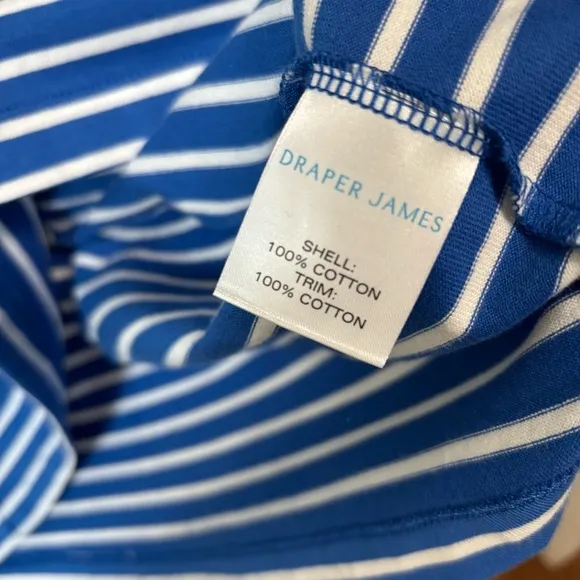 DRAPER JAMES
SHELL:
100% COTTON
TRIM:
100% COTTON